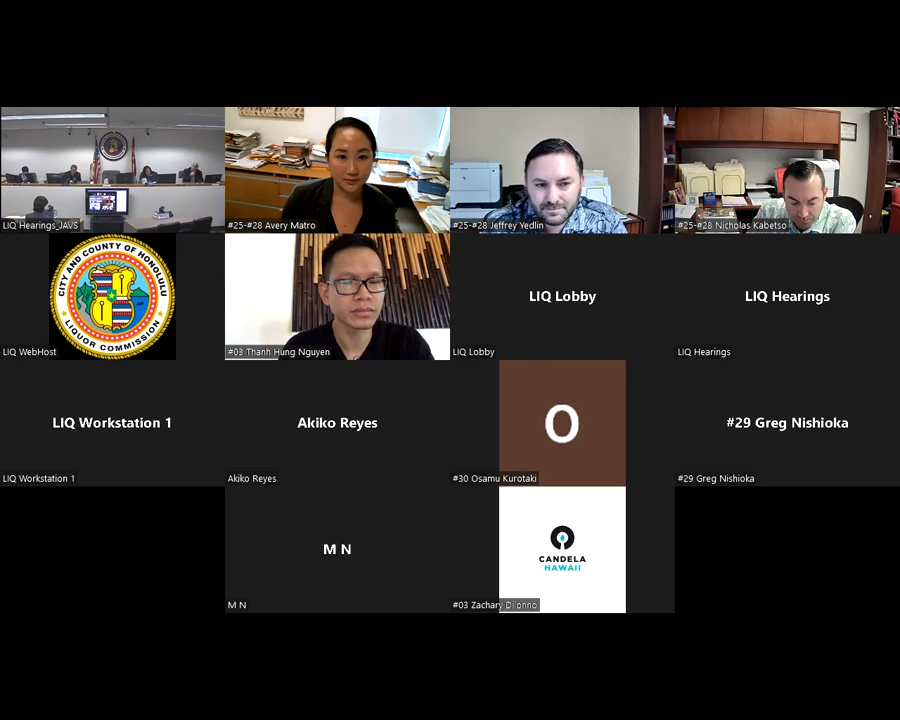 LIQ Hearings_JAVS
#25-#28 Avery Matro
#25-#28 Jeffrey Yedlin
#25-#28 Nicholas Kabetso
CITY AND COUNTY OF HONOLULU
LIQUOR COMMISSION
LIQ WebHost
#03 Thanh Hung Nguyen
LIQ Lobby
LIQ Lobby
LIQ Hearings
LIQ Hearings
LIQ Workstation 1
LIQ Workstation 1
Akiko Reyes
Akiko Reyes
O
#30 Osamu Kurotaki
#29 Greg Nishioka
#29 Greg Nishioka
M N
M N
CANDELA
HAWAII
#03 Zachary DiIonno